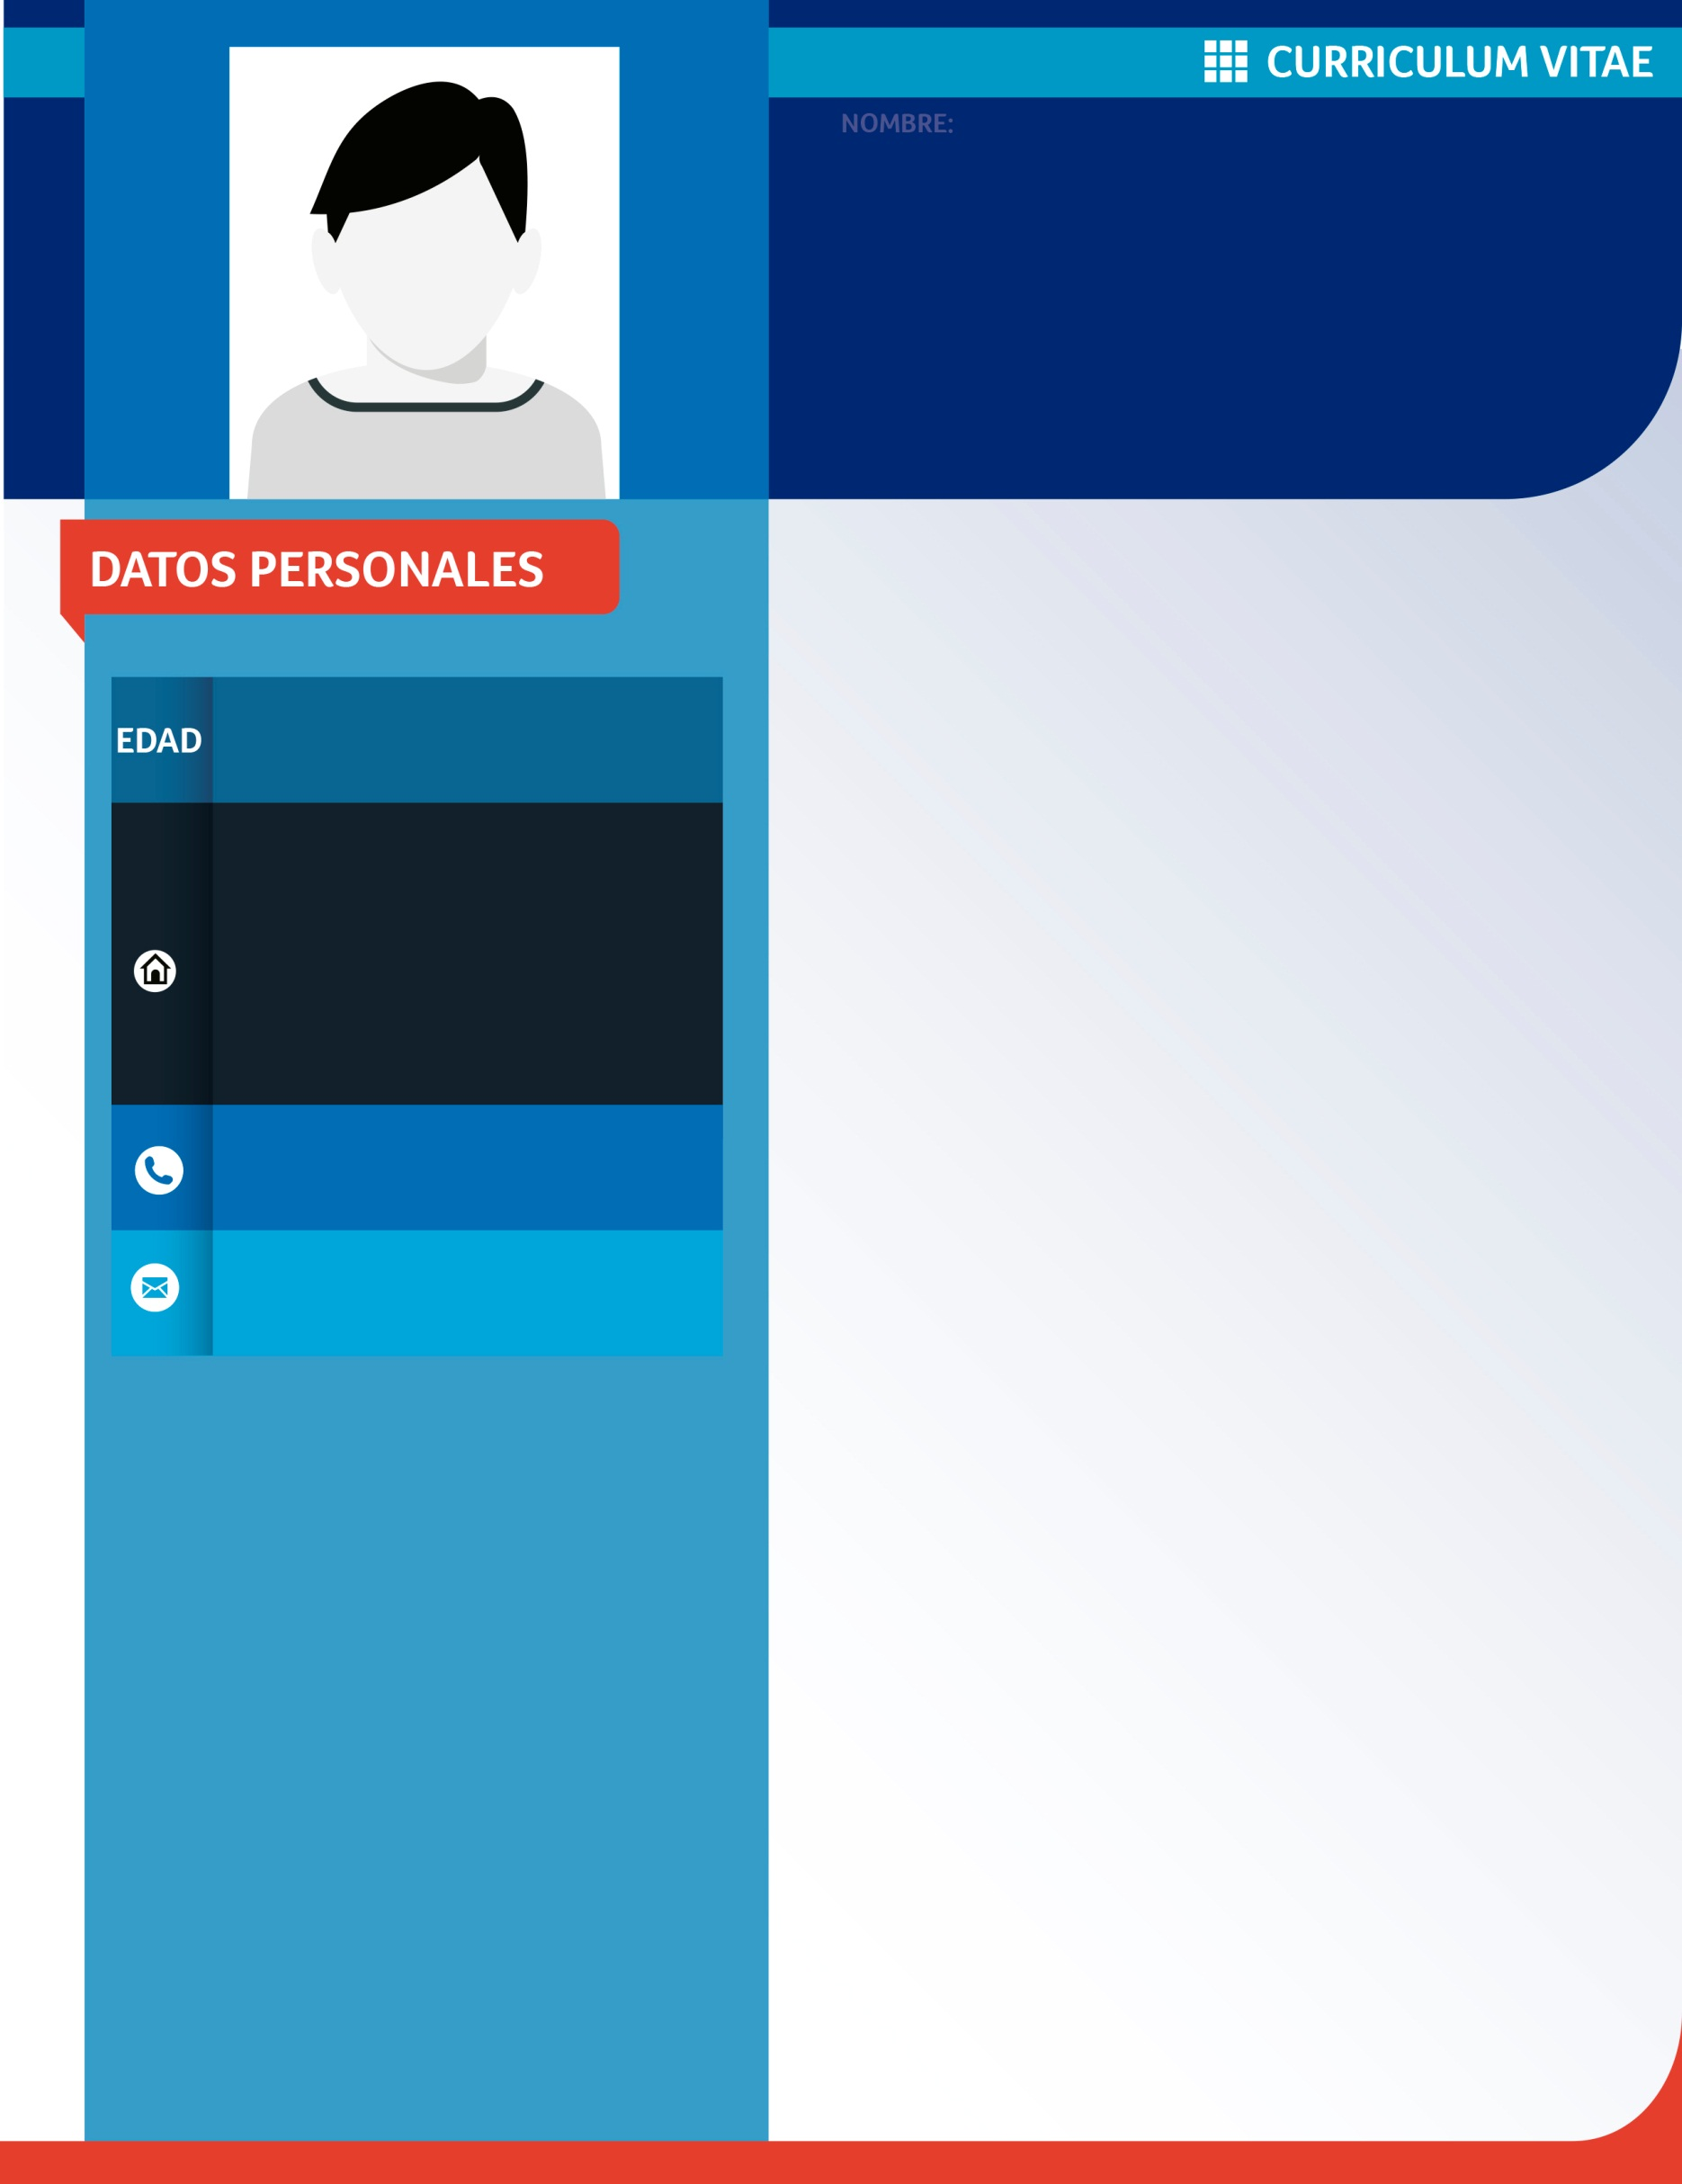 CURRICULUM VITAE
NOMBRE:
DATOS PERSONALES
EDAD